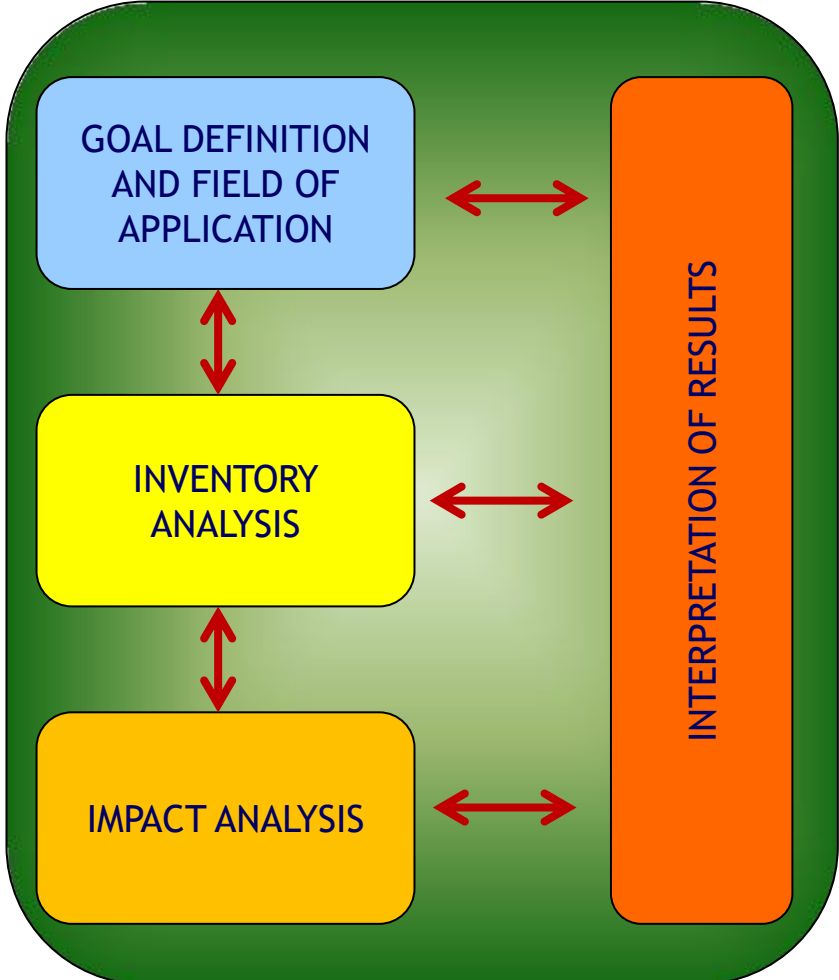 GOAL DEFINITION
AND FIELD OF
APPLICATION
INVENTORY
ANALYSIS
IMPACT ANALYSIS
INTERPRETATION OF RESULTS